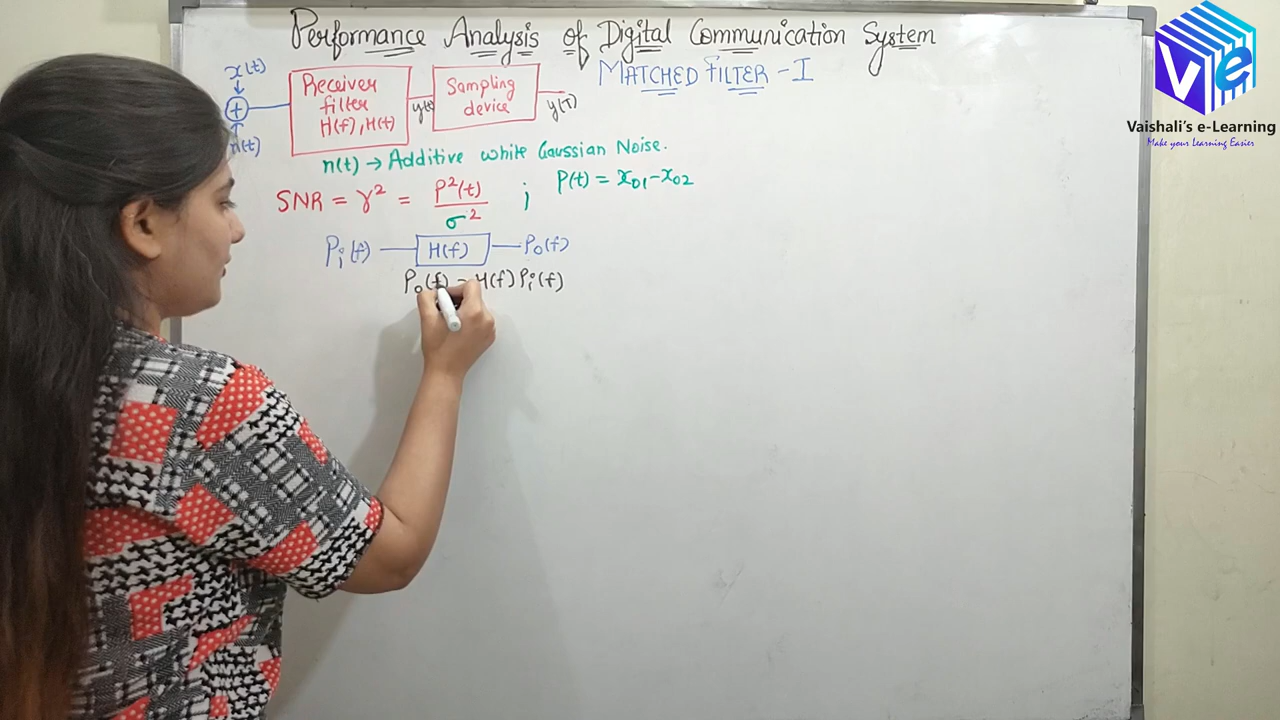 Performance Analysis of Digital Communication System
MATCHED FILTER - I
x(t)
+
n(t)
Receiver
filter
H(f), H(t)
y(t)
Sampling
device
y(T)
n(t) → Additive white Gaussian Noise.
SNR = γ² = P²(t) / σ² ; P(t) = x₀₁ - x₀₂
Pᵢ(f) H(f) P₀(f)
P₀(f) = H(f) Pᵢ(f)
Ve
Vaishali's e-Learning
Make your Learning Easier